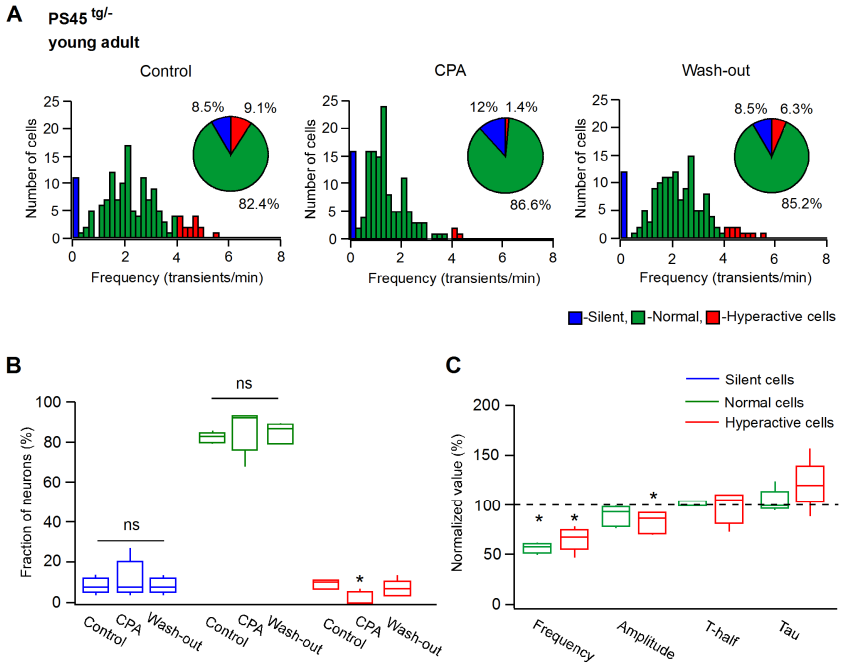 A
PS45 tg/-
young adult
Control
CPA
Wash-out
Number of cells
25
20
15
10
5
0
0 2 4 6 8
Frequency (transients/min)
8.5%
9.1%
82.4%
Number of cells
25
20
15
10
5
0
0 2 4 6 8
Frequency (transients/min)
12%
1.4%
86.6%
Number of cells
25
20
15
10
5
0
0 2 4 6 8
Frequency (transients/min)
8.5%
6.3%
85.2%
-Silent, -Normal, -Hyperactive cells
B
Fraction of neurons (%)
100
80
60
40
20
0
ns
ns
*
Control
CPA
Wash-out
Control
CPA
Wash-out
Control
CPA
Wash-out
C
Silent cells
Normal cells
Hyperactive cells
Normalized value (%)
200
150
100
50
0
* * *
Frequency
Amplitude
T-half
Tau